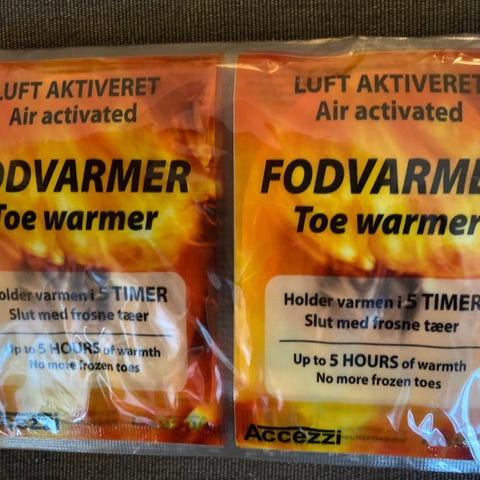 LUFT AKTIVERET
Air activated
ODVARMER
Toe warmer
older varmen i 5 TIMER
Slut med frosne tæer
Up to 5 HOURS of warmth
No more frozen toes
LUFT AKTIVERET
Air activated
FODVARME
Toe warmer
Holder varmen i 5 TIMER
Slut med frosne tæer
Up to 5 HOURS of warmth
No more frozen toes
Accezzi